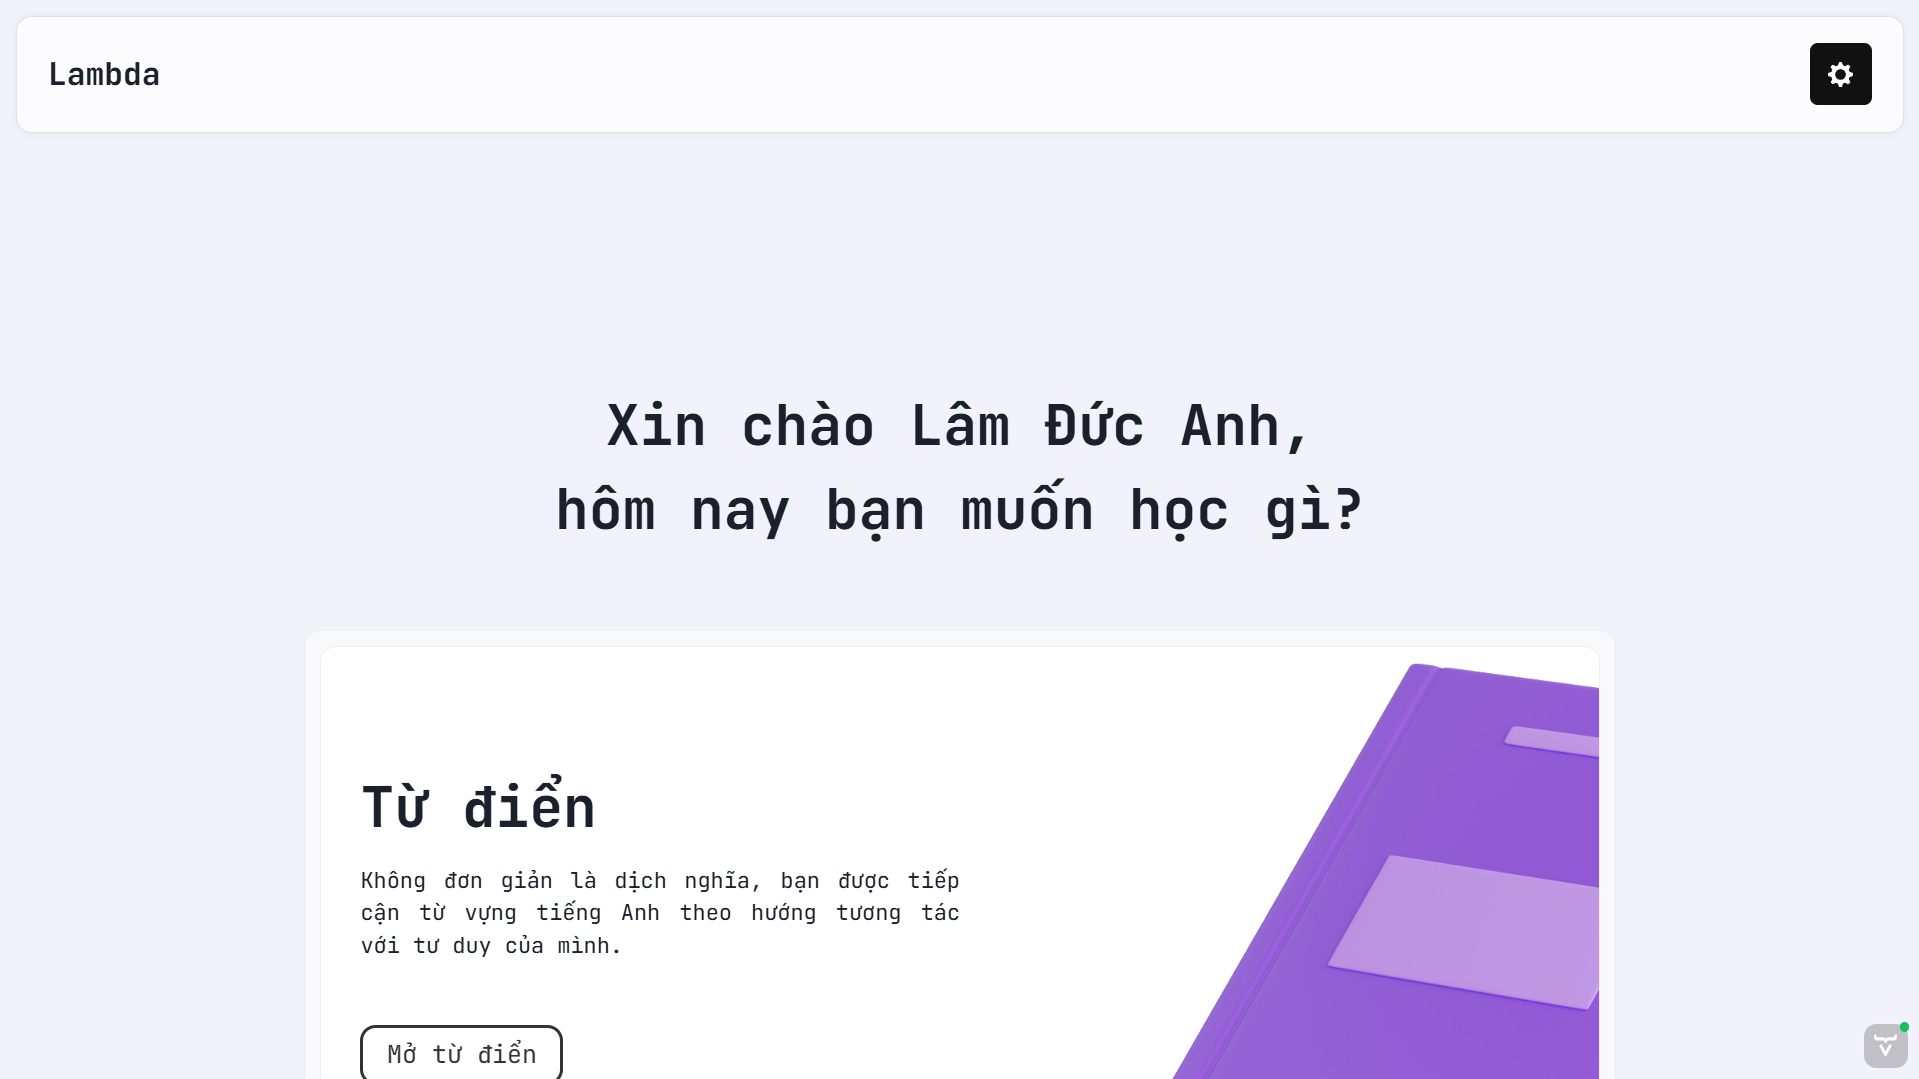 Lambda
Xin chào Lâm Đức Anh,
hôm nay bạn muốn học gì?
Từ điển
Không đơn giản là dịch nghĩa, bạn được tiếp
cận từ vựng tiếng Anh theo hướng tương tác
với tư duy của mình.
Mở từ điển